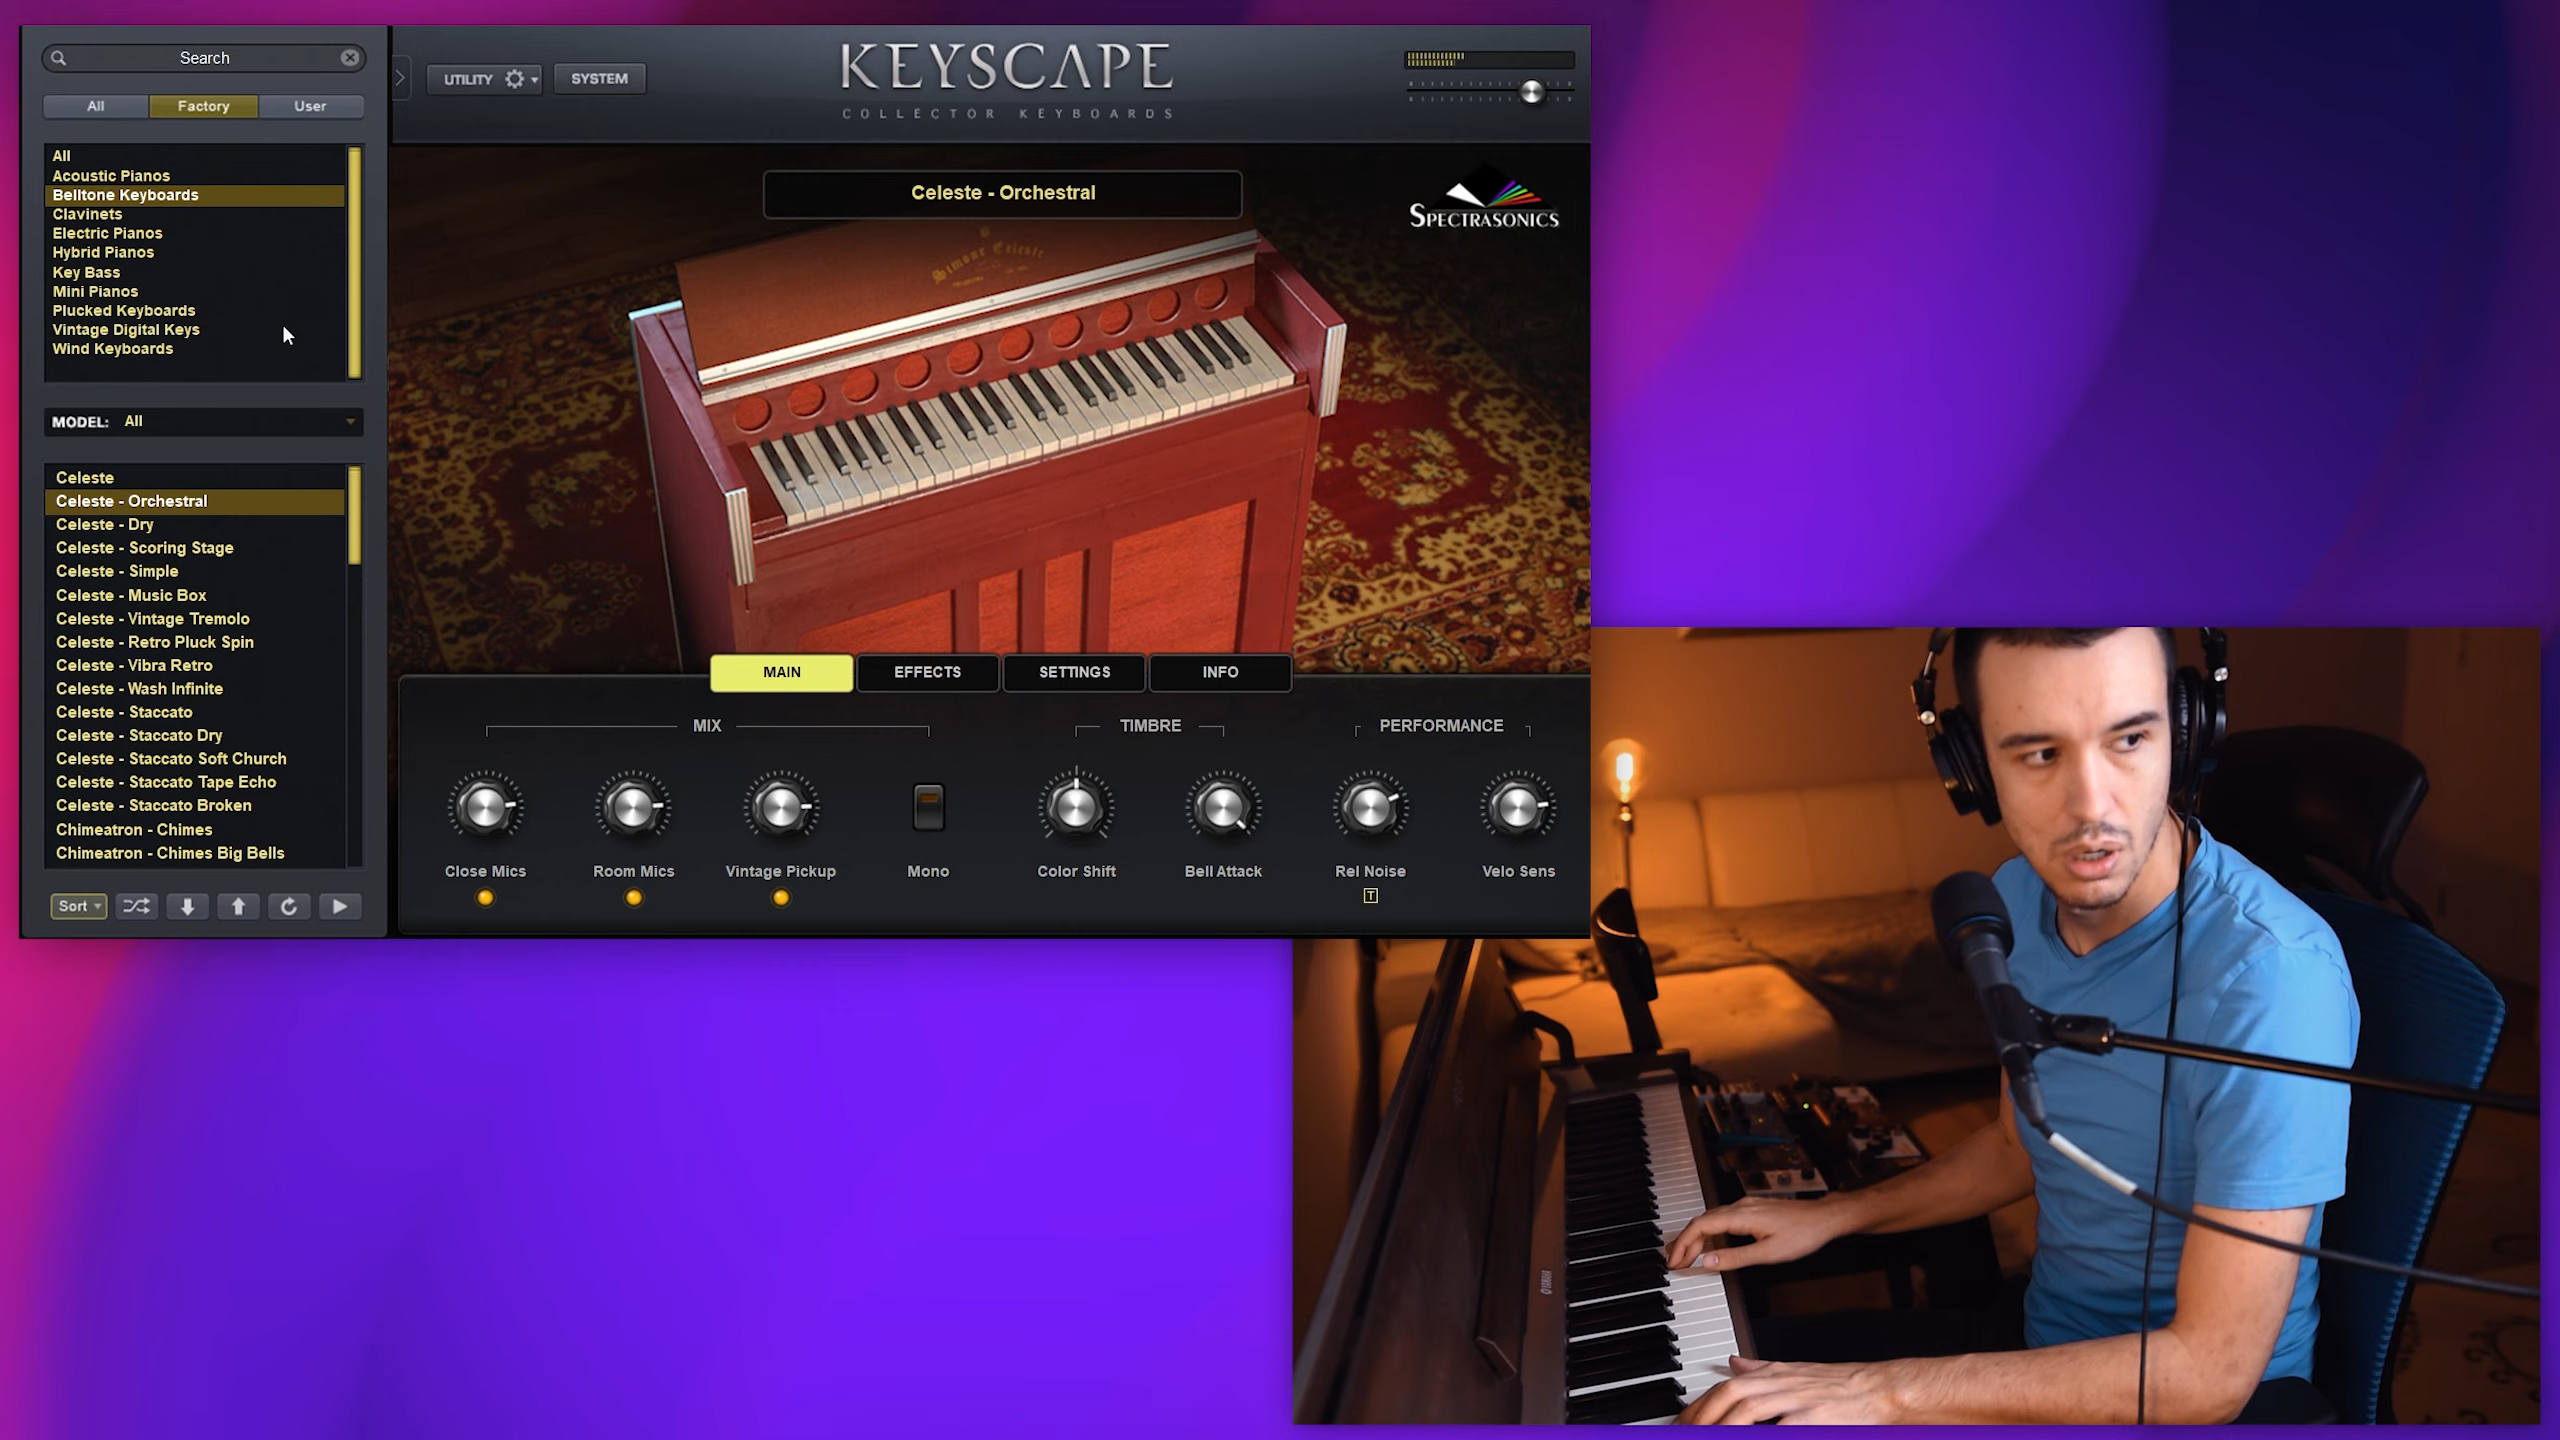 Search
All
Factory
User
All
Acoustic Pianos
Belltone Keyboards
Clavinets
Electric Pianos
Hybrid Pianos
Key Bass
Mini Pianos
Plucked Keyboards
Vintage Digital Keys
Wind Keyboards
MODEL: All
Celeste
Celeste - Orchestral
Celeste - Dry
Celeste - Scoring Stage
Celeste - Simple
Celeste - Music Box
Celeste - Vintage Tremolo
Celeste - Retro Pluck Spin
Celeste - Vibra Retro
Celeste - Wash Infinite
Celeste - Staccato
Celeste - Staccato Dry
Celeste - Staccato Soft Church
Celeste - Staccato Tape Echo
Celeste - Staccato Broken
Chimeatron - Chimes
Chimeatron - Chimes Big Bells
Sort
UTILITY
SYSTEM
KEYSCAPE
COLLECTOR KEYBOARDS
Celeste - Orchestral
SPECTRASONICS
Simone Celeste
MAIN
EFFECTS
SETTINGS
INFO
MIX
TIMBRE
PERFORMANCE
Close Mics
Room Mics
Vintage Pickup
Mono
Color Shift
Bell Attack
Rel Noise
Velo Sens
T
YAMAHA